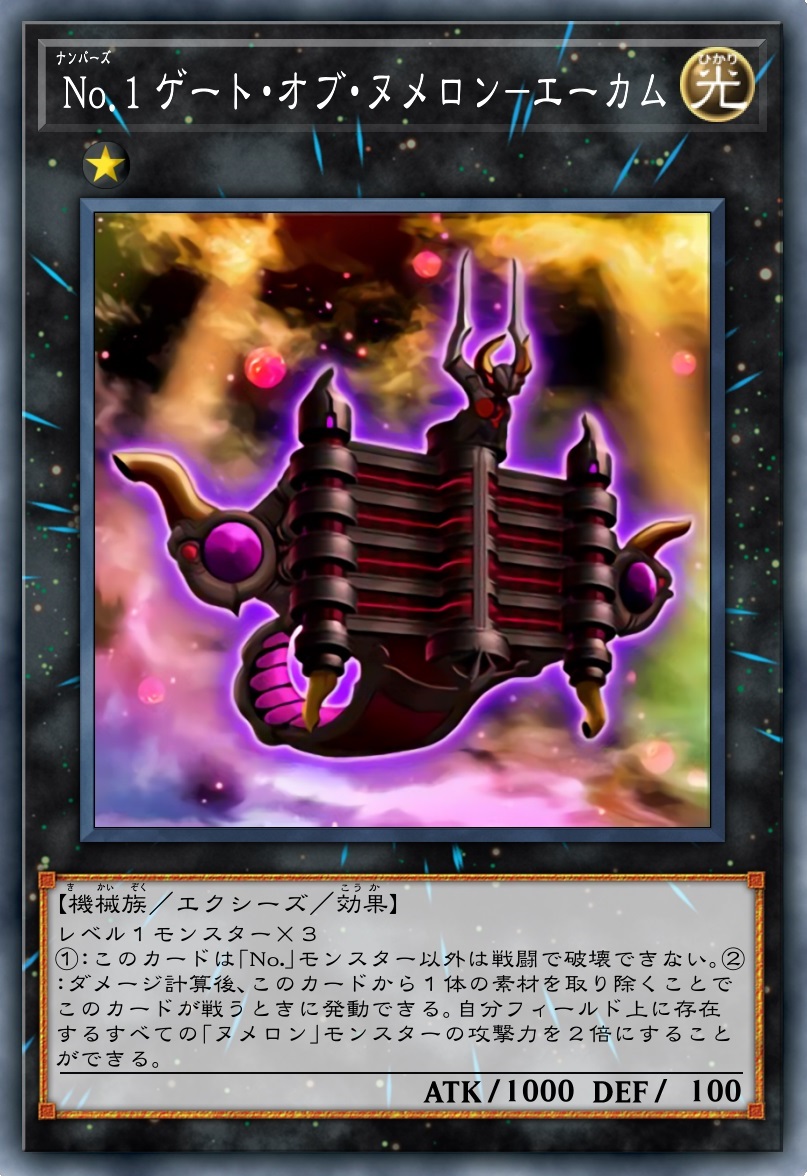 ナンバーズ
No.1 ゲート・オブ・ヌメロン－エーカム
ひかり
光
き かい ぞく こう か
【機械族／エクシーズ／効果】
レベル１モンスター×３
①：このカードは「No.」モンスター以外は戦闘で破壊できない。②
：ダメージ計算後、このカードから１体の素材を取り除くことで
このカードが戦うときに発動できる。自分フィールド上に存在
するすべての「ヌメロン」モンスターの攻撃力を２倍にすること
ができる。
ATK/1000 DEF/ 100